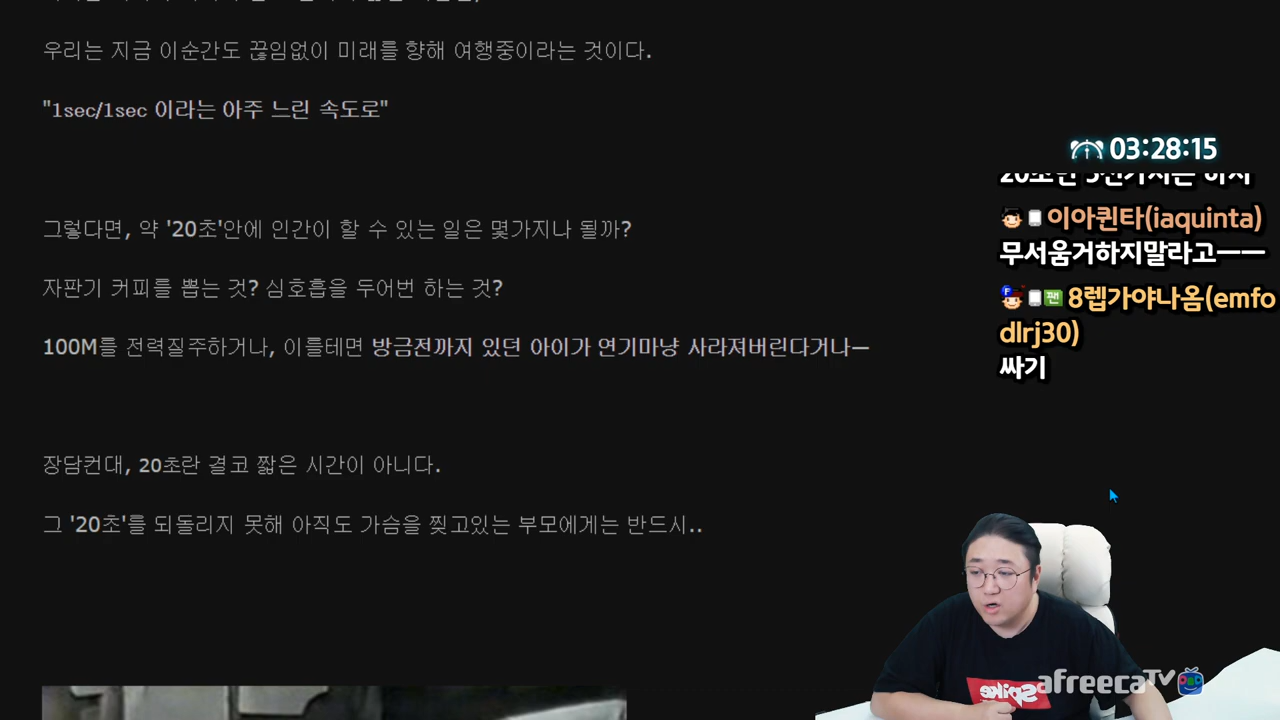 우리는 지금 이순간도 끊임없이 미래를 향해 여행중이라는 것이다.
"1sec/1sec 이라는 아주 느린 속도로"
그렇다면, 약 '20초'안에 인간이 할 수 있는 일은 몇가지나 될까?
자판기 커피를 뽑는 것? 심호흡을 두어번 하는 것?
100M를 전력질주하거나, 이를테면 방금전까지 있던 아이가 연기마냥 사라져버린다거나—
장담컨대, 20초란 결코 짧은 시간이 아니다.
그 '20초'를 되돌리지 못해 아직도 가슴을 찢고있는 부모에게는 반드시..
03:28:15
이아퀸타(iaquinta)
무서움거하지말라고ㅡㅡ
팬 8렙가야나옴(emfo
dlrj30)
싸기
Spike
afreecaTV